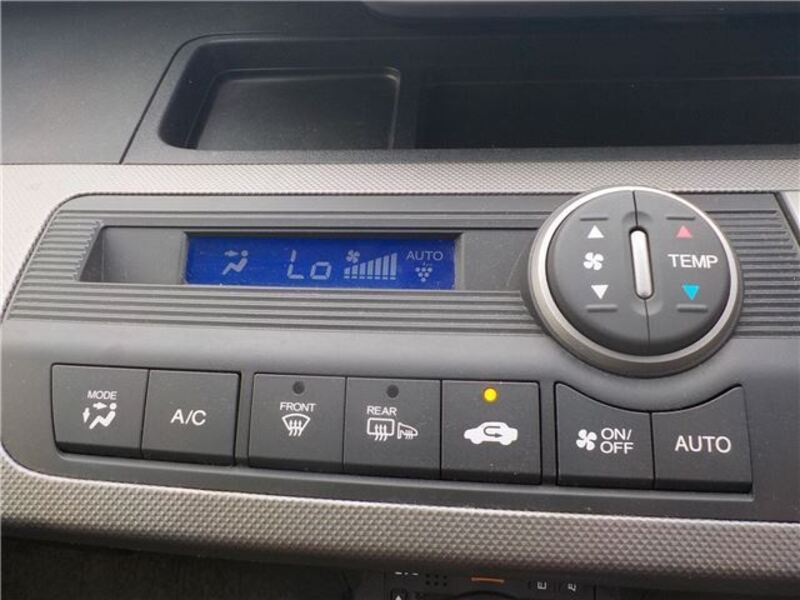 Lo AUTO
TEMP
MODE
A/C
FRONT
REAR
ON/
OFF
AUTO